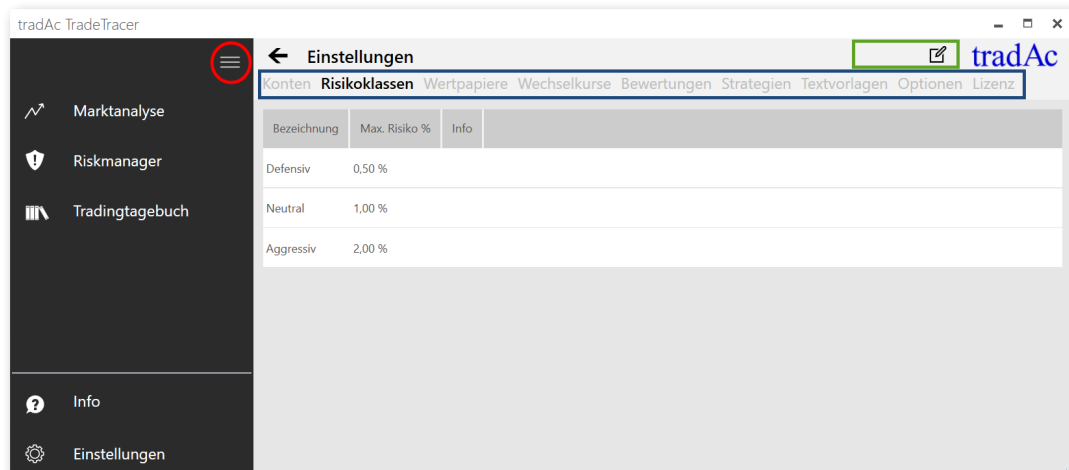 tradAc TradeTracer
Einstellungen
tradAc
Konten Risikoklassen Wertpapiere Wechselkurse Bewertungen Strategien Textvorlagen Optionen Lizenz
Marktanalyse
Riskmanager
Tradingtagebuch
Info
Einstellungen
Bezeichnung Max. Risiko % Info
Defensiv 0,50 %
Neutral 1,00 %
Aggressiv 2,00 %